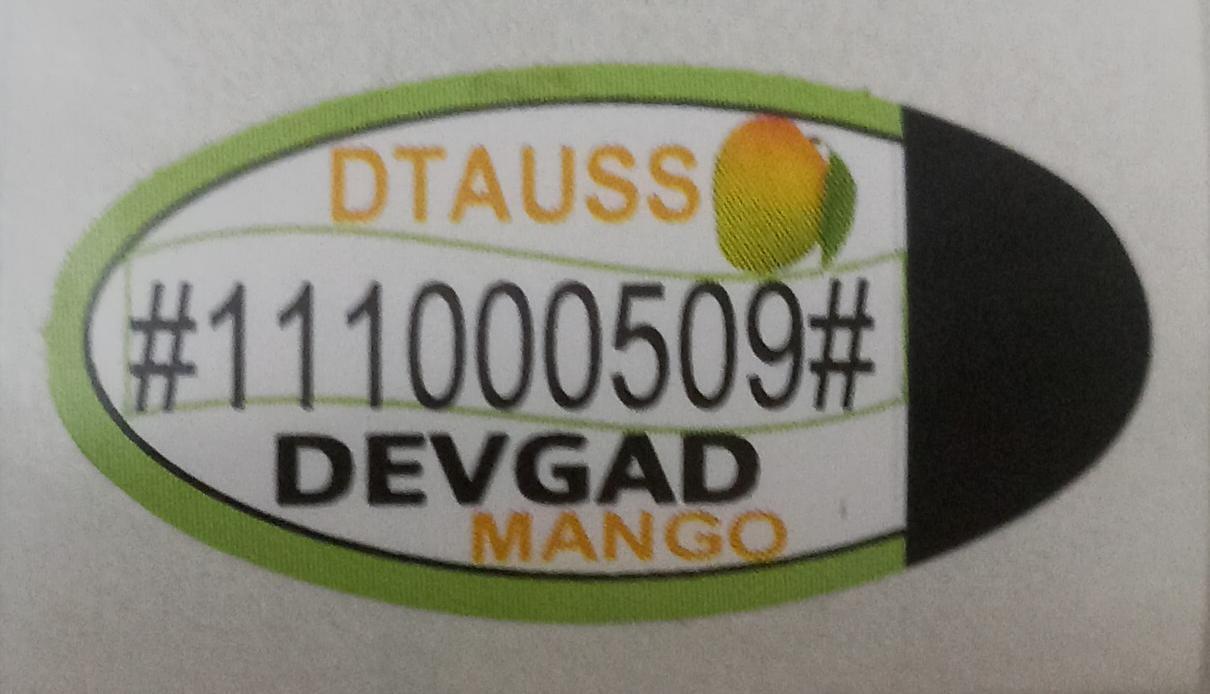 DTAUSS
#111000509#
DEVGAD
MANGO